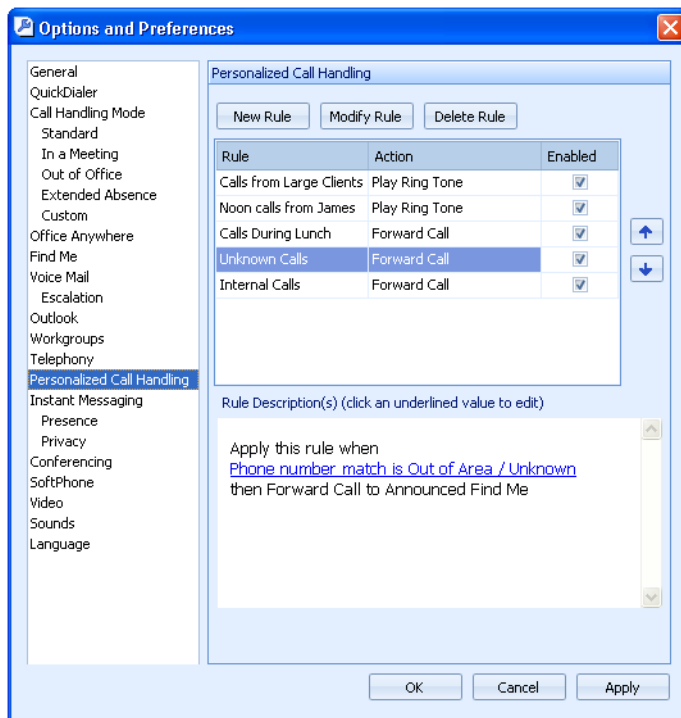 Options and Preferences
General
QuickDialer
Call Handling Mode
Standard
In a Meeting
Out of Office
Extended Absence
Custom
Office Anywhere
Find Me
Voice Mail
Escalation
Outlook
Workgroups
Telephony
Personalized Call Handling
Instant Messaging
Presence
Privacy
Conferencing
SoftPhone
Video
Sounds
Language
Personalized Call Handling
New Rule Modify Rule Delete Rule
Rule Action Enabled
Calls from Large Clients Play Ring Tone
Noon calls from James Play Ring Tone
Calls During Lunch Forward Call
Unknown Calls Forward Call
Internal Calls Forward Call
Rule Description(s) (click an underlined value to edit)
Apply this rule when
Phone number match is Out of Area / Unknown
then Forward Call to Announced Find Me
OK Cancel Apply